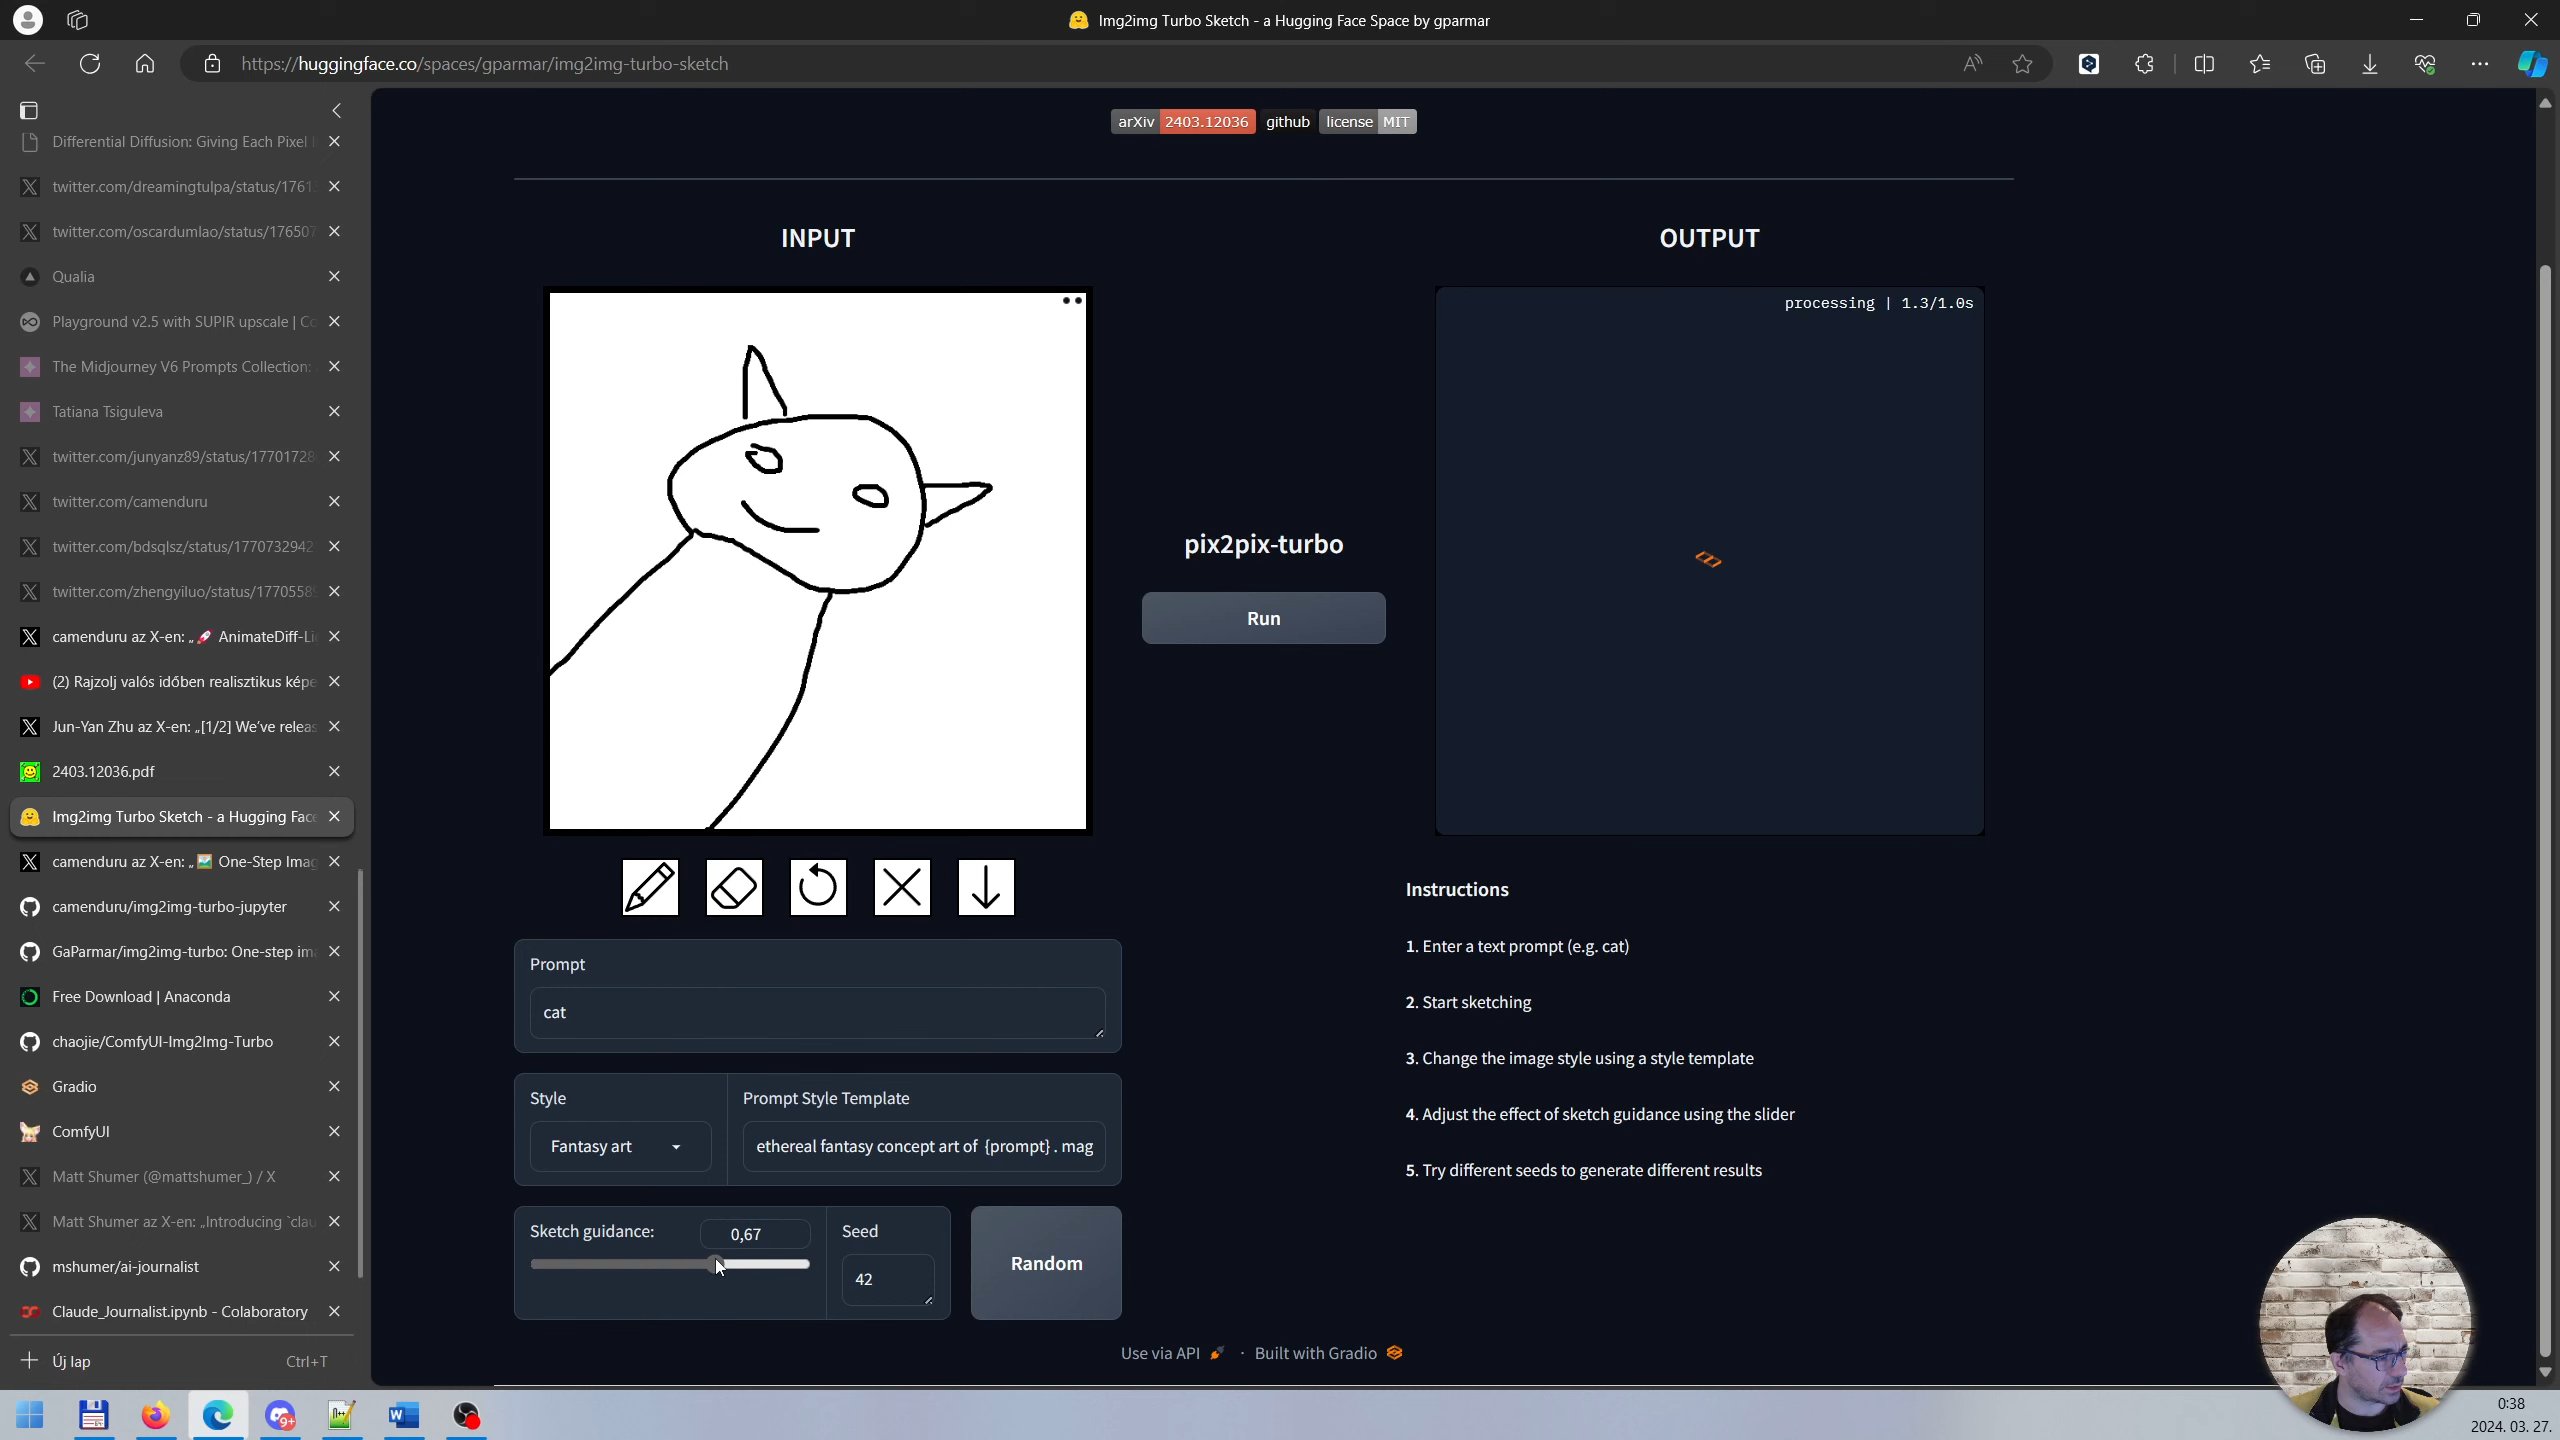 Img2img Turbo Sketch - a Hugging Face Space by gparmar
https://huggingface.co/spaces/gparmar/img2img-turbo-sketch
Differential Diffusion: Giving Each Pixel
twitter.com/dreamingtulpa/status/1761
twitter.com/oscardumlao/status/176507
Qualia
Playground v2.5 with SUPIR upscale | Co
The Midjourney V6 Prompts Collection:
Tatiana Tsiguleva
twitter.com/junyanz89/status/17701728
twitter.com/camenduru
twitter.com/bdsqlsz/status/1770732942
twitter.com/zhengyiluo/status/17705589
camenduru az X-en: „🚀 AnimateDiff-Li
(2) Rajzolj valós időben realisztikus képe
Jun-Yan Zhu az X-en: „[1/2] We've releas
2403.12036.pdf
Img2img Turbo Sketch - a Hugging Face
camenduru az X-en: „🖼️ One-Step Imag
camenduru/img2img-turbo-jupyter
GaParmar/img2img-turbo: One-step im
Free Download | Anaconda
chaojie/ComfyUI-Img2Img-Turbo
Gradio
ComfyUI
Matt Shumer (@mattshumer_) / X
Matt Shumer az X-en: „Introducing `clau
mshumer/ai-journalist
Claude_Journalist.ipynb - Colaboratory
Új lap Ctrl+T
arXiv 2403.12036 github license MIT
INPUT
OUTPUT
processing | 1.3/1.0s
pix2pix-turbo
Run
Prompt
cat
Style
Fantasy art
Prompt Style Template
ethereal fantasy concept art of {prompt} . mag
Sketch guidance: 0,67
Seed
42
Random
Instructions
1. Enter a text prompt (e.g. cat)
2. Start sketching
3. Change the image style using a style template
4. Adjust the effect of sketch guidance using the slider
5. Try different seeds to generate different results
Use via API 🚀 · Built with Gradio
9+
0:38
2024. 03. 27.